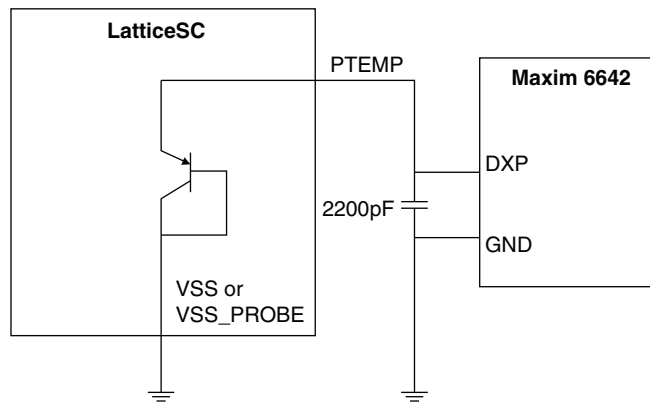 LatticeSC
PTEMP
Maxim 6642
DXP
2200pF
GND
VSS or
VSS_PROBE